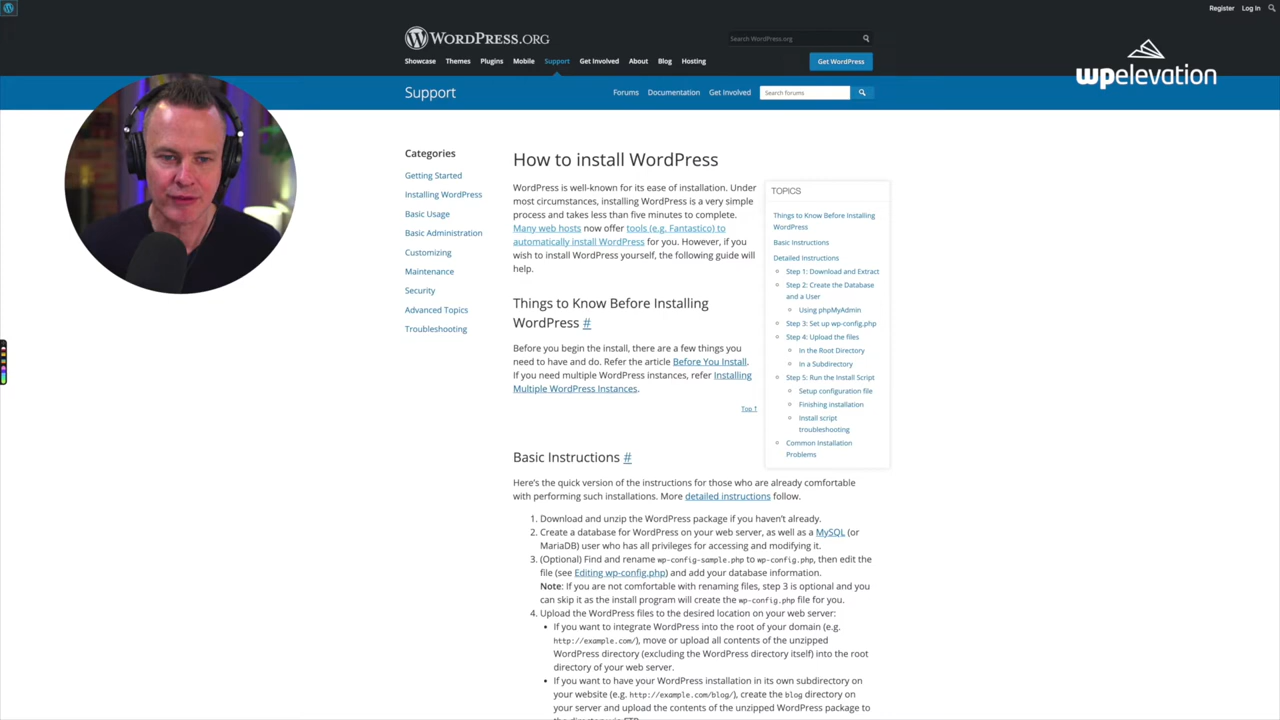 Register Log In
WORDPRESS.ORG
Search WordPress.org
Showcase Themes Plugins Mobile Support Get Involved About Blog Hosting
Get WordPress
wpelevation
Support
Forums Documentation Get Involved
Search forums
Categories
Getting Started
Installing WordPress
Basic Usage
Basic Administration
Customizing
Maintenance
Security
Advanced Topics
Troubleshooting
How to install WordPress
WordPress is well-known for its ease of installation. Under
most circumstances, installing WordPress is a very simple
process and takes less than five minutes to complete.
Many web hosts now offer tools (e.g. Fantastico) to
automatically install WordPress for you. However, if you
wish to install WordPress yourself, the following guide will
help.
Things to Know Before Installing
WordPress #
Before you begin the install, there are a few things you
need to have and do. Refer the article Before You Install.
If you need multiple WordPress instances, refer Installing
Multiple WordPress Instances.
Top ↑
TOPICS
Things to Know Before Installing
WordPress
Basic Instructions
Detailed Instructions
Step 1: Download and Extract
Step 2: Create the Database
and a User
Using phpMyAdmin
Step 3: Set up wp-config.php
Step 4: Upload the files
In the Root Directory
In a Subdirectory
Step 5: Run the Install Script
Setup configuration file
Finishing installation
Install script
troubleshooting
Common Installation
Problems
Basic Instructions #
Here's the quick version of the instructions for those who are already comfortable
with performing such installations. More detailed instructions follow.
1. Download and unzip the WordPress package if you haven't already.
2. Create a database for WordPress on your web server, as well as a MySQL (or
MariaDB) user who has all privileges for accessing and modifying it.
3. (Optional) Find and rename wp-config-sample.php to wp-config.php, then edit the
file (see Editing wp-config.php) and add your database information.
Note: If you are not comfortable with renaming files, step 3 is optional and you
can skip it as the install program will create the wp-config.php file for you.
4. Upload the WordPress files to the desired location on your web server:
• If you want to integrate WordPress into the root of your domain (e.g.
http://example.com/), move or upload all contents of the unzipped
WordPress directory (excluding the WordPress directory itself) into the root
directory of your web server.
• If you want to have your WordPress installation in its own subdirectory on
your website (e.g. http://example.com/blog/), create the blog directory on
your server and upload the contents of the unzipped WordPress package to